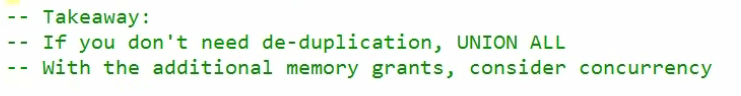 -- Takeaway:
-- If you don't need de-duplication, UNION ALL
-- With the additional memory grants, consider concurrency